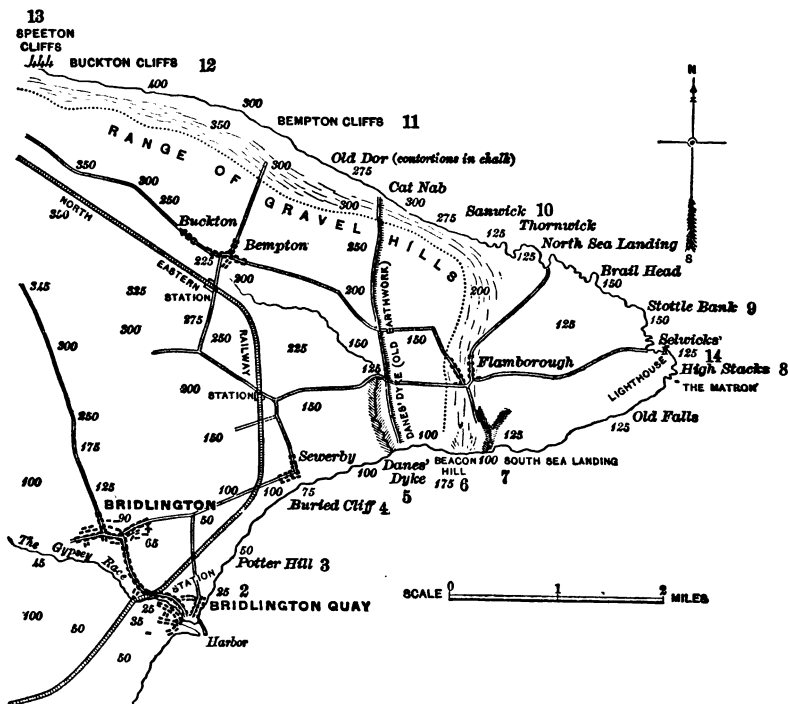 13
SPEETON
CLIFFS
444
BUCKTON CLIFFS 12
400
300
BEMPTON CLIFFS 11
350
RANGE OF GRAVEL HILLS
Old Dor (contortions in chalk)
275
300
Cat Nab
300
275
Sanwick 10
125
Thornwick
125
North Sea Landing
N
S
350
300
250
NORTH EASTERN RAILWAY
350
Buckton
Bempton
225
200
STATION
250
200
200
Brail Head
150
Stottle Bank 9
150
Selwicks'
125 14
High Stacks 8
THE MATRON
LIGHTHOUSE
Old Falls
125
125
345
325
300
300
275
250
225
150
150
125
DANES' DYKE (OLD EARTHWORK)
Flamborough
200
STATION
150
150
250
175
100
125
Sewerby
100
75
100
100
Danes'
Dyke
5
100
BEACON
HILL
175 6
100
125
SOUTH SEA LANDING
7
Buried Cliff 4
BRIDLINGTON
90
65
50
The Gypsey Race
45
50
Potter Hill 3
STATION
25
2
BRIDLINGTON QUAY
25
35
Harbor
100
50
50
SCALE 0 1 2 MILES